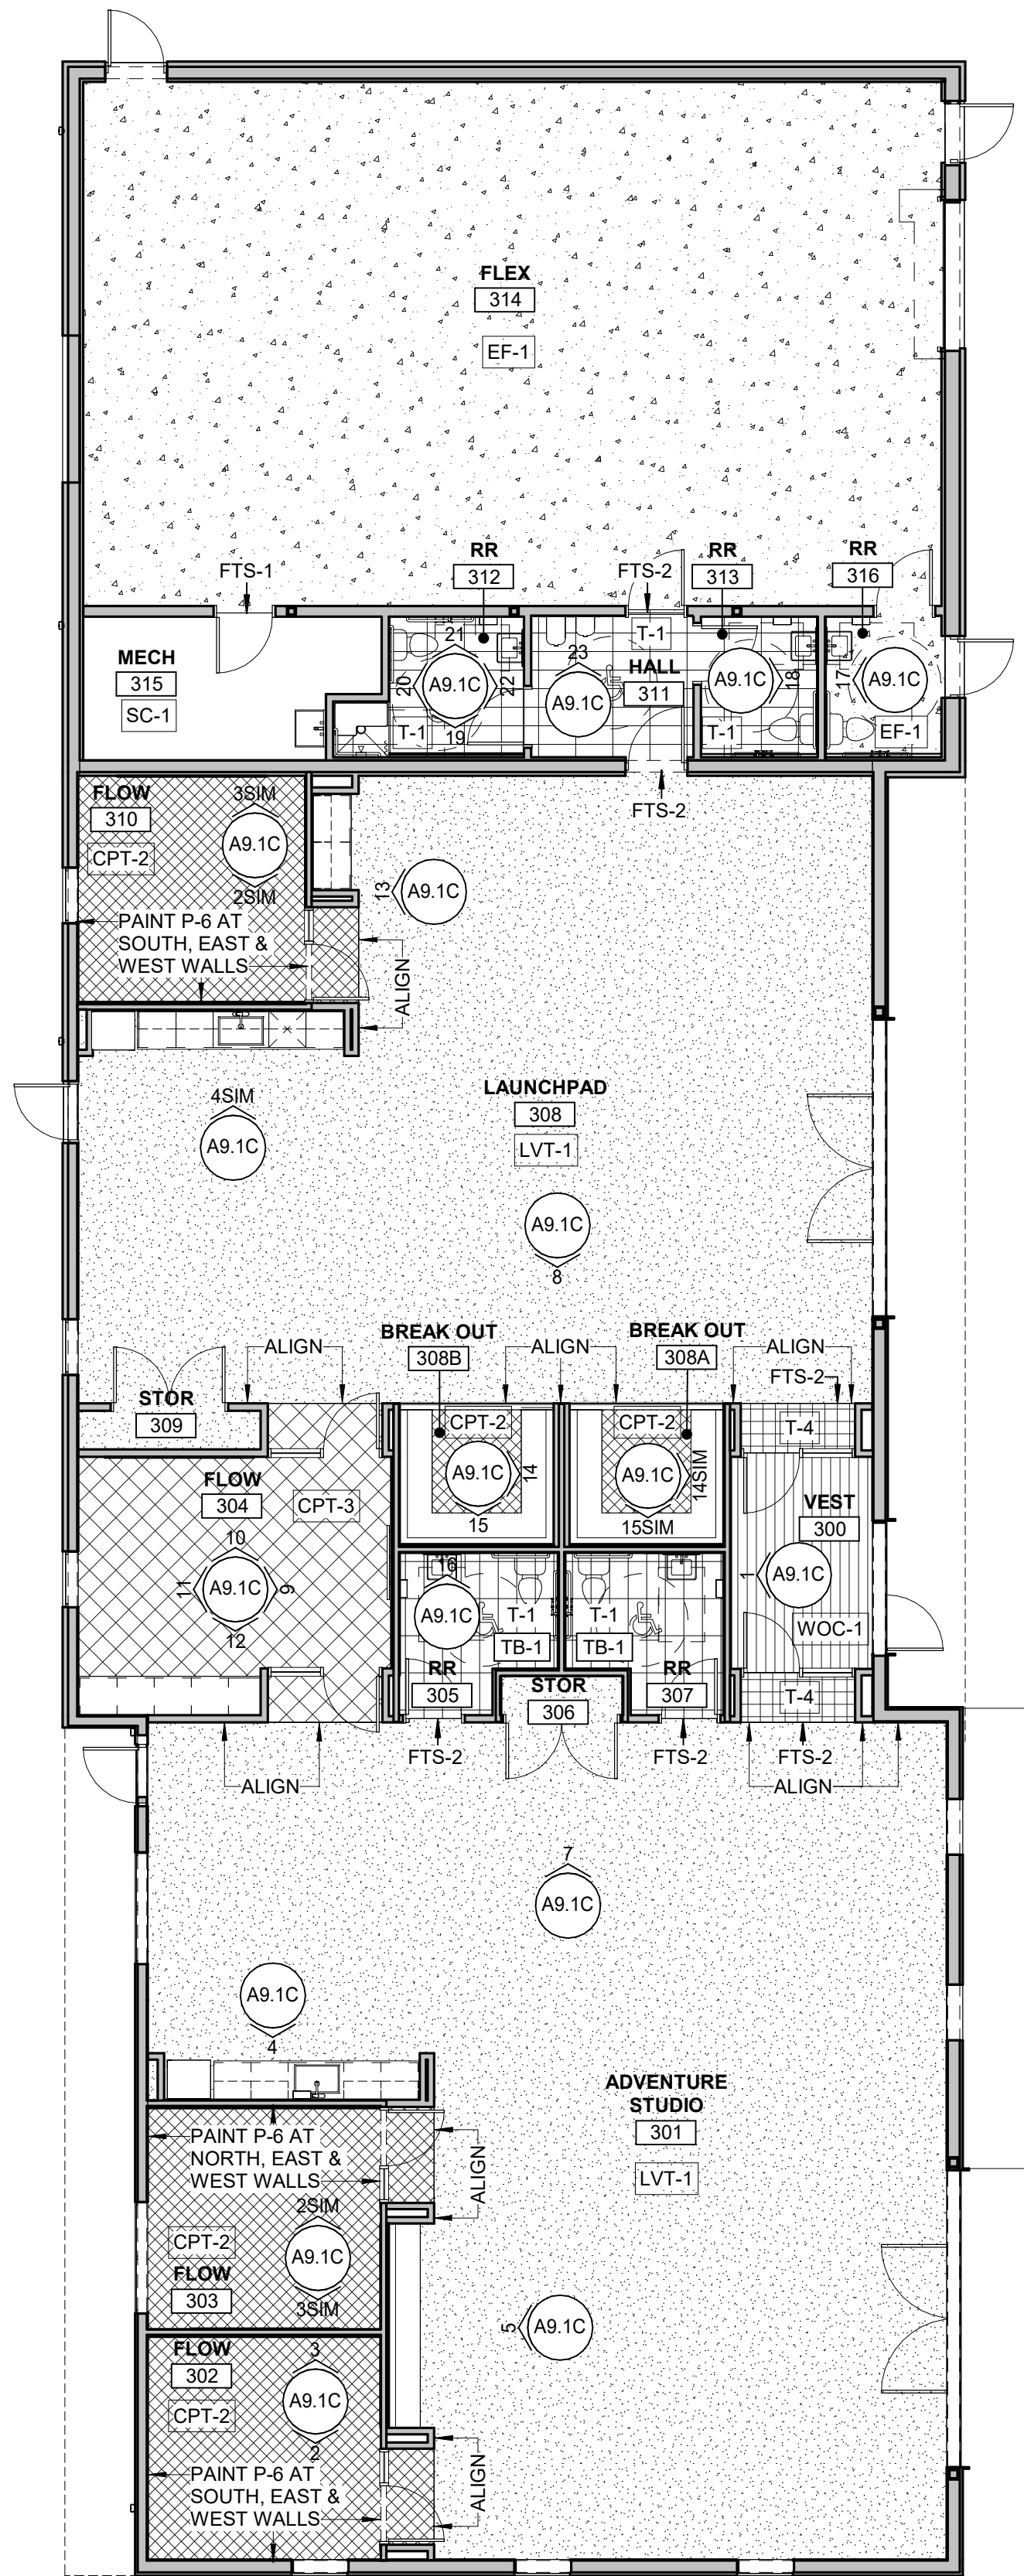 FLEX
314
EF-1
RR
312
RR
313
RR
316
FTS-1
FTS-2
MECH
315
SC-1
21
20
A9.1C
22
19
T-1
23
A9.1C
T-1
HALL
311
A9.1C
18
T-1
17
A9.1C
EF-1
FTS-2
FLOW
310
CPT-2
3SIM
A9.1C
2SIM
PAINT P-6 AT
SOUTH, EAST &
WEST WALLS
13
A9.1C
ALIGN
4SIM
A9.1C
LAUNCHPAD
308
LVT-1
A9.1C
8
BREAK OUT
308B
BREAK OUT
308A
ALIGN
ALIGN
ALIGN
FTS-2
STOR
309
CPT-2
A9.1C
14
15
CPT-2
A9.1C
14SIM
15SIM
T-4
FLOW
304
CPT-3
10
11
A9.1C
9
12
VEST
300
1
A9.1C
WOC-1
T-4
16
A9.1C
T-1
TB-1
RR
305
T-1
TB-1
RR
307
STOR
306
FTS-2
FTS-2
FTS-2
ALIGN
ALIGN
7
A9.1C
A9.1C
4
ADVENTURE
STUDIO
301
LVT-1
PAINT P-6 AT
NORTH, EAST &
WEST WALLS
ALIGN
2SIM
A9.1C
3SIM
CPT-2
FLOW
303
5
A9.1C
FLOW
302
CPT-2
3
A9.1C
2
PAINT P-6 AT
SOUTH, EAST &
WEST WALLS
ALIGN